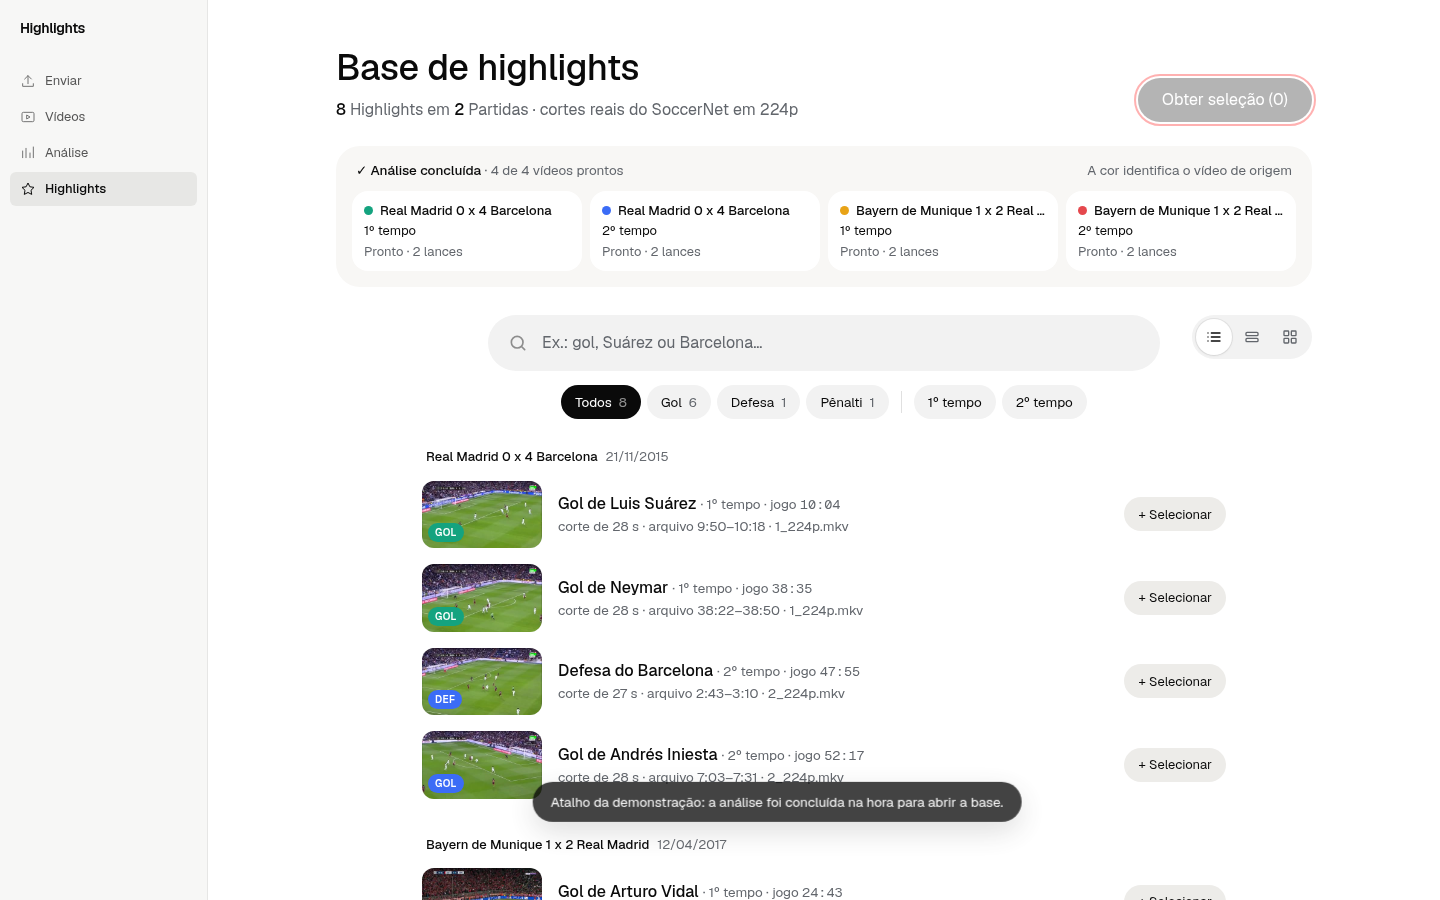 Highlights
Enviar
Vídeos
Análise
Highlights
Base de highlights
8 Highlights em 2 Partidas · cortes reais do SoccerNet em 224p
Obter seleção (0)
✓ Análise concluída · 4 de 4 vídeos prontos
A cor identifica o vídeo de origem
Real Madrid 0 x 4 Barcelona
1º tempo
Pronto · 2 lances
Real Madrid 0 x 4 Barcelona
2º tempo
Pronto · 2 lances
Bayern de Munique 1 x 2 Real ...
1º tempo
Pronto · 2 lances
Bayern de Munique 1 x 2 Real ...
2º tempo
Pronto · 2 lances
Ex.: gol, Suárez ou Barcelona...
Todos 8
Gol 6
Defesa 1
Pênalti 1
1º tempo
2º tempo
Real Madrid 0 x 4 Barcelona 21/11/2015
GOL
Gol de Luis Suárez · 1º tempo · jogo 10:04
corte de 28 s · arquivo 9:50–10:18 · 1_224p.mkv
+ Selecionar
GOL
Gol de Neymar · 1º tempo · jogo 38:35
corte de 28 s · arquivo 38:22–38:50 · 1_224p.mkv
+ Selecionar
DEF
Defesa do Barcelona · 2º tempo · jogo 47:55
corte de 27 s · arquivo 2:43–3:10 · 2_224p.mkv
+ Selecionar
GOL
Gol de Andrés Iniesta · 2º tempo · jogo 52:17
corte de 28 s · arquivo 7:03–7:31 · 2_224p.mkv
+ Selecionar
Atalho da demonstração: a análise foi concluída na hora para abrir a base.
Bayern de Munique 1 x 2 Real Madrid 12/04/2017
Gol de Arturo Vidal · 1º tempo · jogo 24:43
+ Selecionar